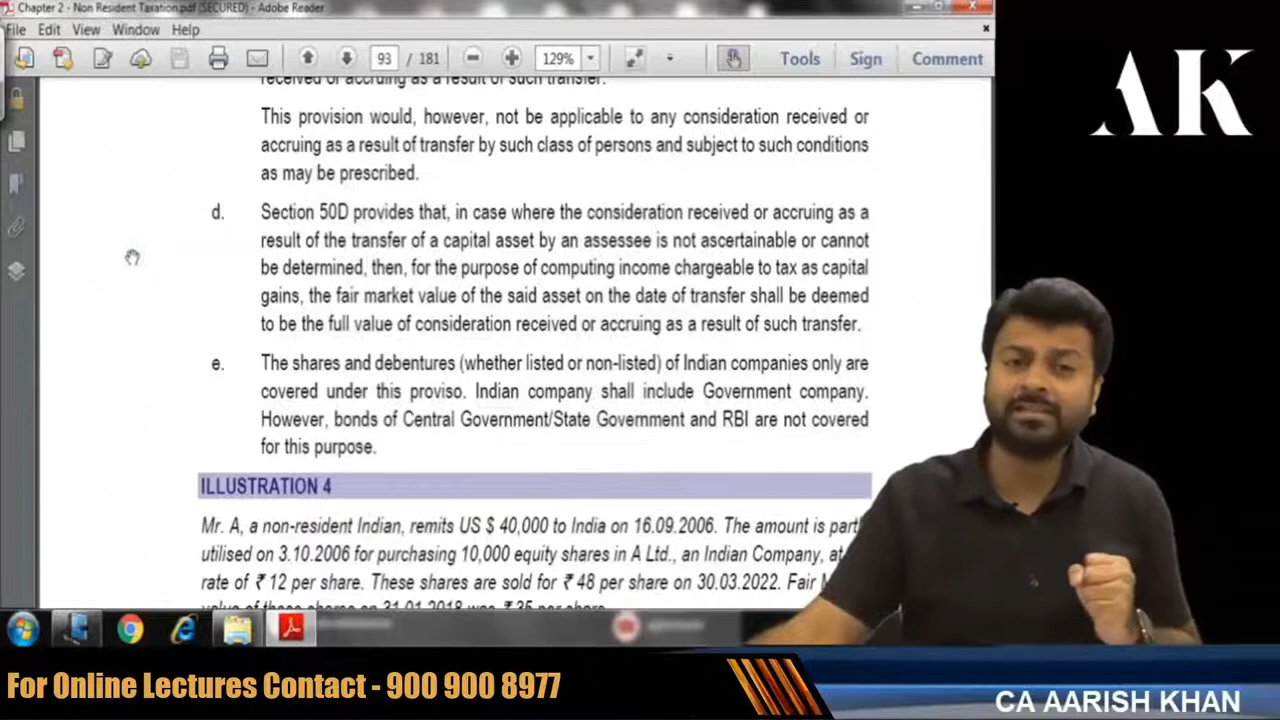 Chapter 2 - Non Resident Taxation.pdf (SECURED) - Adobe Reader
File Edit View Window Help
93 / 181 129% Tools Sign Comment
AK
received or accruing as a result of such transfer.
This provision would, however, not be applicable to any consideration received or
accruing as a result of transfer by such class of persons and subject to such conditions
as may be prescribed.
d. Section 50D provides that, in case where the consideration received or accruing as a
result of the transfer of a capital asset by an assessee is not ascertainable or cannot
be determined, then, for the purpose of computing income chargeable to tax as capital
gains, the fair market value of the said asset on the date of transfer shall be deemed
to be the full value of consideration received or accruing as a result of such transfer.
e. The shares and debentures (whether listed or non-listed) of Indian companies only are
covered under this proviso. Indian company shall include Government company.
However, bonds of Central Government/State Government and RBI are not covered
for this purpose.
ILLUSTRATION 4
Mr. A, a non-resident Indian, remits US $ 40,000 to India on 16.09.2006. The amount is
utilised on 3.10.2006 for purchasing 10,000 equity shares in A Ltd., an Indian Company, at
rate of ₹ 12 per share. These shares are sold for ₹ 48 per share on 30.03.2022. Fair
value of these shares on 31.01.2018 was ₹ 35 per share
For Online Lectures Contact - 900 900 8977
CA AARISH KHAN